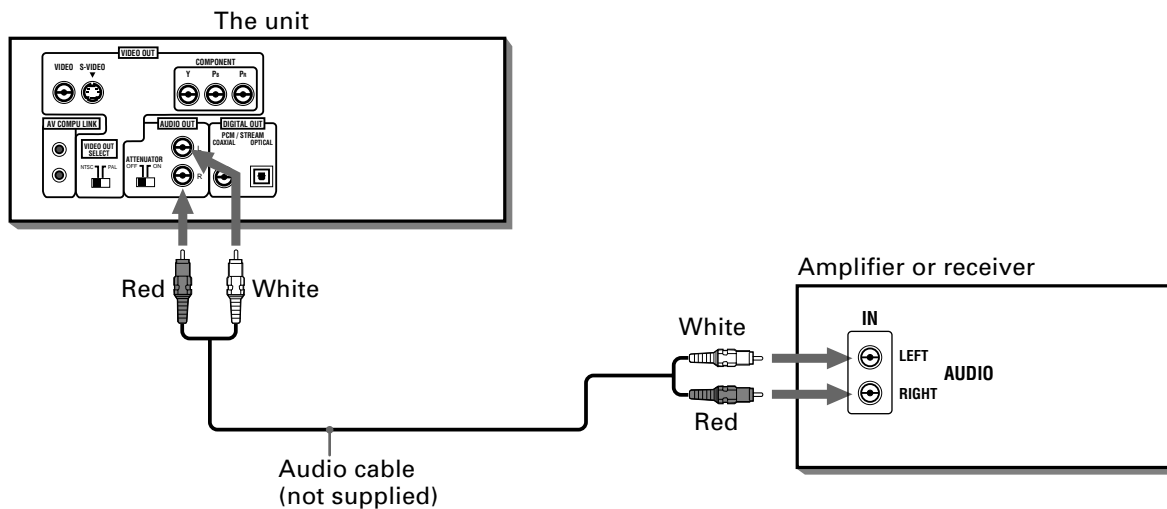 The unit
VIDEO OUT
VIDEO S-VIDEO
COMPONENT
Y PB PR
AV COMPU LINK
VIDEO OUT
SELECT
NTSC PAL
AUDIO OUT
ATTENUATOR
OFF ON
L
R
DIGITAL OUT
PCM / STREAM
COAXIAL OPTICAL
Red
White
Audio cable
(not supplied)
White
Red
Amplifier or receiver
IN
LEFT
RIGHT
AUDIO